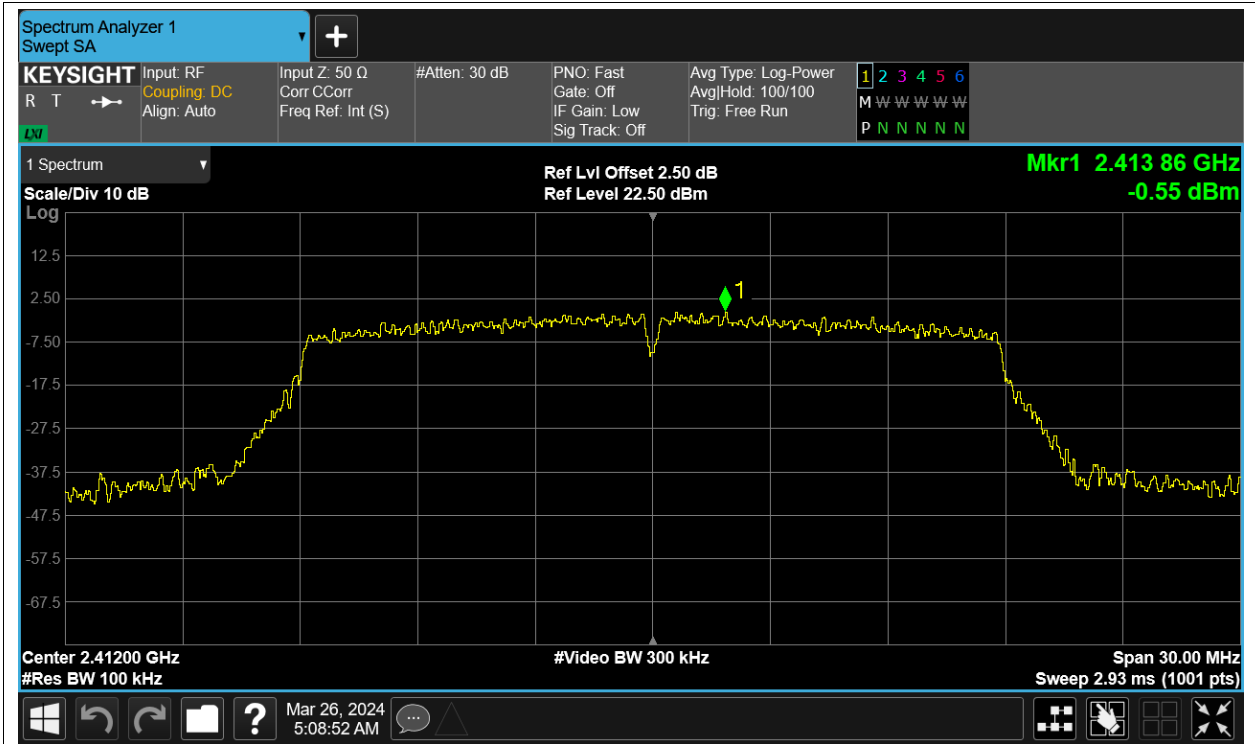 Spectrum Analyzer 1
Swept SA
KEYSIGHT
R T
LXI
Input: RF
Coupling: DC
Align: Auto
Input Z: 50 Ω
Corr CCorr
Freq Ref: Int (S)
#Atten: 30 dB
PNO: Fast
Gate: Off
IF Gain: Low
Sig Track: Off
Avg Type: Log-Power
Avg|Hold: 100/100
Trig: Free Run
1 2 3 4 5 6
M W W W W W
P N N N N N
1 Spectrum
Scale/Div 10 dB
Log
Ref Lvl Offset 2.50 dB
Ref Level 22.50 dBm
Mkr1 2.413 86 GHz
-0.55 dBm
12.5
2.50
-7.50
-17.5
-27.5
-37.5
-47.5
-57.5
-67.5
1
Center 2.41200 GHz
#Res BW 100 kHz
#Video BW 300 kHz
Span 30.00 MHz
Sweep 2.93 ms (1001 pts)
?
Mar 26, 2024
5:08:52 AM